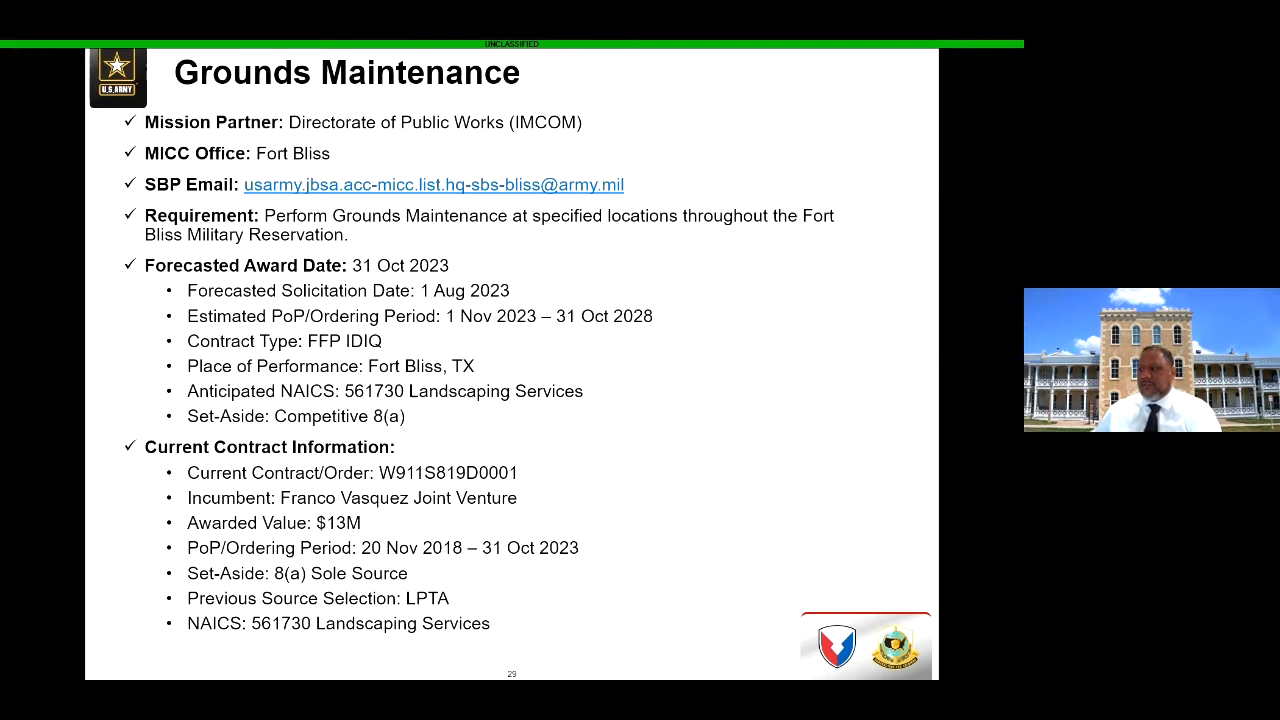 UNCLASSIFIED
U.S.ARMY
Grounds Maintenance
✓ Mission Partner: Directorate of Public Works (IMCOM)
✓ MICC Office: Fort Bliss
✓ SBP Email: usarmy.jbsa.acc-micc.list.hq-sbs-bliss@army.mil
✓ Requirement: Perform Grounds Maintenance at specified locations throughout the Fort
Bliss Military Reservation.
✓ Forecasted Award Date: 31 Oct 2023
• Forecasted Solicitation Date: 1 Aug 2023
• Estimated PoP/Ordering Period: 1 Nov 2023 – 31 Oct 2028
• Contract Type: FFP IDIQ
• Place of Performance: Fort Bliss, TX
• Anticipated NAICS: 561730 Landscaping Services
• Set-Aside: Competitive 8(a)
✓ Current Contract Information:
• Current Contract/Order: W911S819D0001
• Incumbent: Franco Vasquez Joint Venture
• Awarded Value: $13M
• PoP/Ordering Period: 20 Nov 2018 – 31 Oct 2023
• Set-Aside: 8(a) Sole Source
• Previous Source Selection: LPTA
• NAICS: 561730 Landscaping Services
29